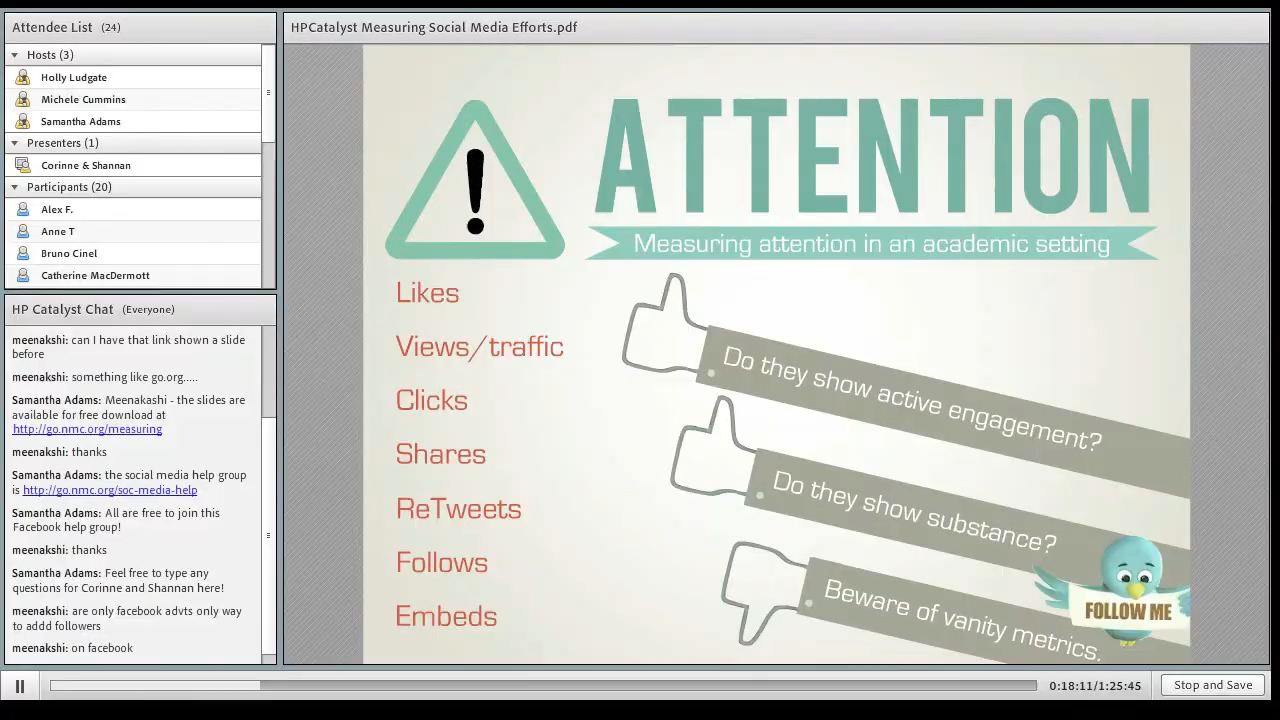 Attendee List (24)
Hosts (3)
Holly Ludgate
Michele Cummins
Samantha Adams
Presenters (1)
Corinne & Shannan
Participants (20)
Alex F.
Anne T
Bruno Cinel
Catherine MacDermott
HP Catalyst Chat (Everyone)
meenakshi: can I have that link shown a slide
before
meenakshi: something like go.org.....
Samantha Adams: Meenakashi - the slides are
available for free download at
http://go.nmc.org/measuring
meenakshi: thanks
Samantha Adams: the social media help group
is http://go.nmc.org/soc-media-help
Samantha Adams: All are free to join this
Facebook help group!
meenakshi: thanks
Samantha Adams: Feel free to type any
questions for Corinne and Shannan here!
meenakshi: are only facebook advts only way
to addd followers
meenakshi: on facebook
HPCatalyst Measuring Social Media Efforts.pdf
!
ATTENTION
Measuring attention in an academic setting
Likes
Views/traffic
Clicks
Shares
ReTweets
Follows
Embeds
Do they show active engagement?
Do they show substance?
Beware of vanity metrics.
FOLLOW ME
0:18:11/1:25:45
Stop and Save